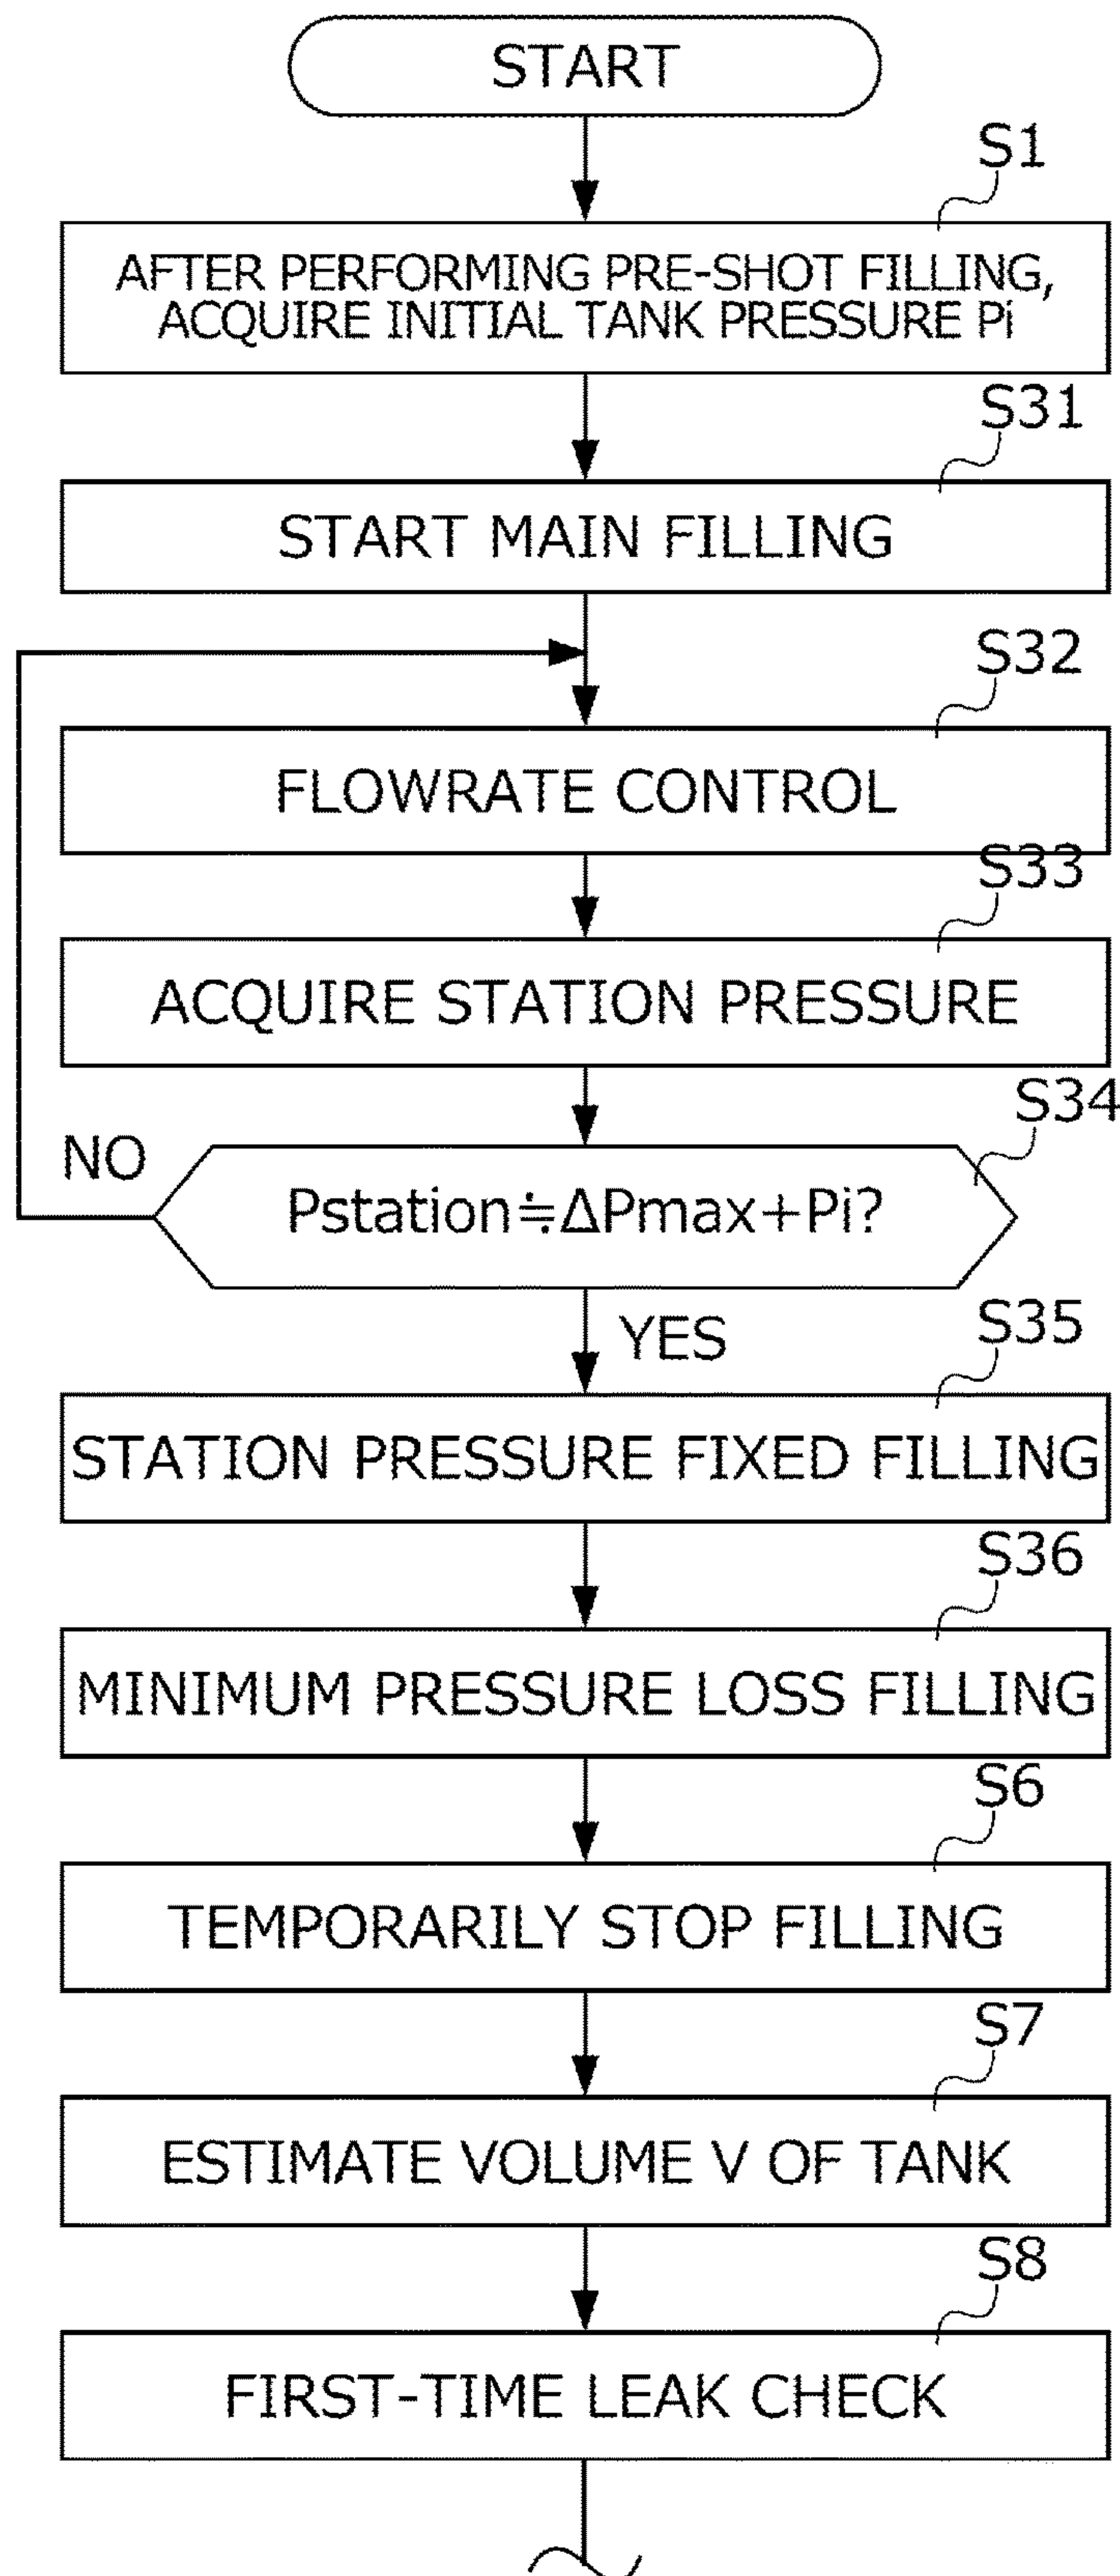 START
S1
AFTER PERFORMING PRE-SHOT FILLING,
ACQUIRE INITIAL TANK PRESSURE Pi
S31
START MAIN FILLING
S32
FLOWRATE CONTROL
S33
ACQUIRE STATION PRESSURE
S34
NO
Pstation≒ΔPmax+Pi?
YES
S35
STATION PRESSURE FIXED FILLING
S36
MINIMUM PRESSURE LOSS FILLING
S6
TEMPORARILY STOP FILLING
S7
ESTIMATE VOLUME V OF TANK
S8
FIRST-TIME LEAK CHECK